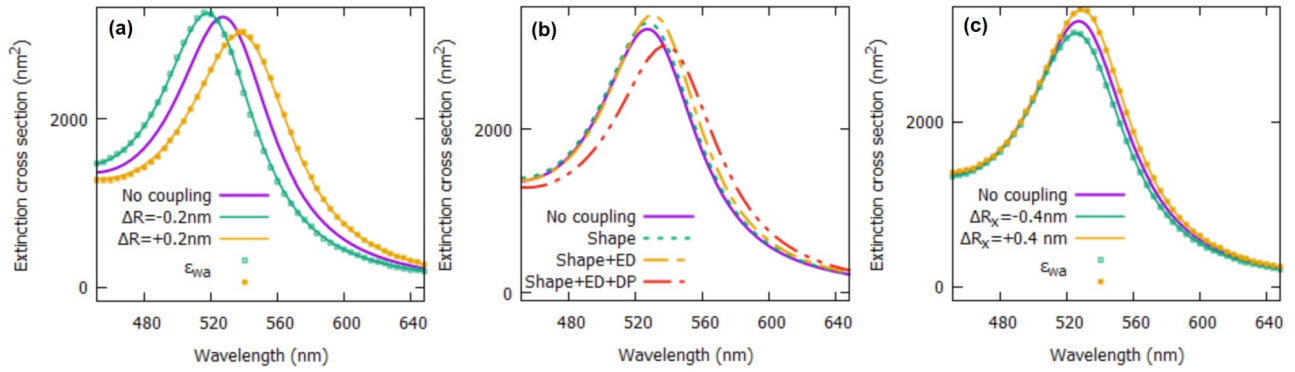 (a)
Extinction cross section (nm²)
2000
0
No coupling
ΔR=-0.2nm
ΔR=+0.2nm
εwa
480 520 560 600 640
Wavelength (nm)
(b)
Extinction cross section (nm²)
2000
0
No coupling
Shape
Shape+ED
Shape+ED+DP
480 520 560 600 640
Wavelength (nm)
(c)
Extinction cross section (nm²)
2000
0
No coupling
ΔRx=-0.4nm
ΔRx=+0.4 nm
εwa
480 520 560 600 640
Wavelength (nm)